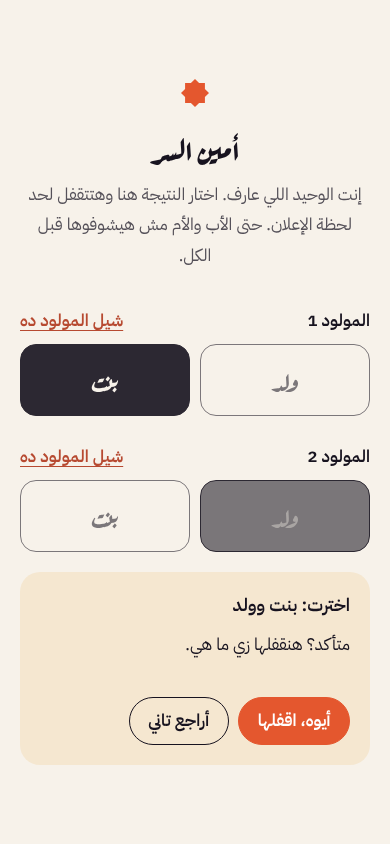 أمين السر
إنت الوحيد اللي عارف. اختار النتيجة هنا وهتتقفل لحد
لحظة الإعلان. حتى الأب والأم مش هيشوفوها قبل
الكل.
المولود 1
شيل المولود ده
ولد
بنت
المولود 2
شيل المولود ده
ولد
بنت
اخترت: بنت وولد
متأكد؟ هنقفلها زي ما هي.
أيوه، اقفلها
أراجع تاني